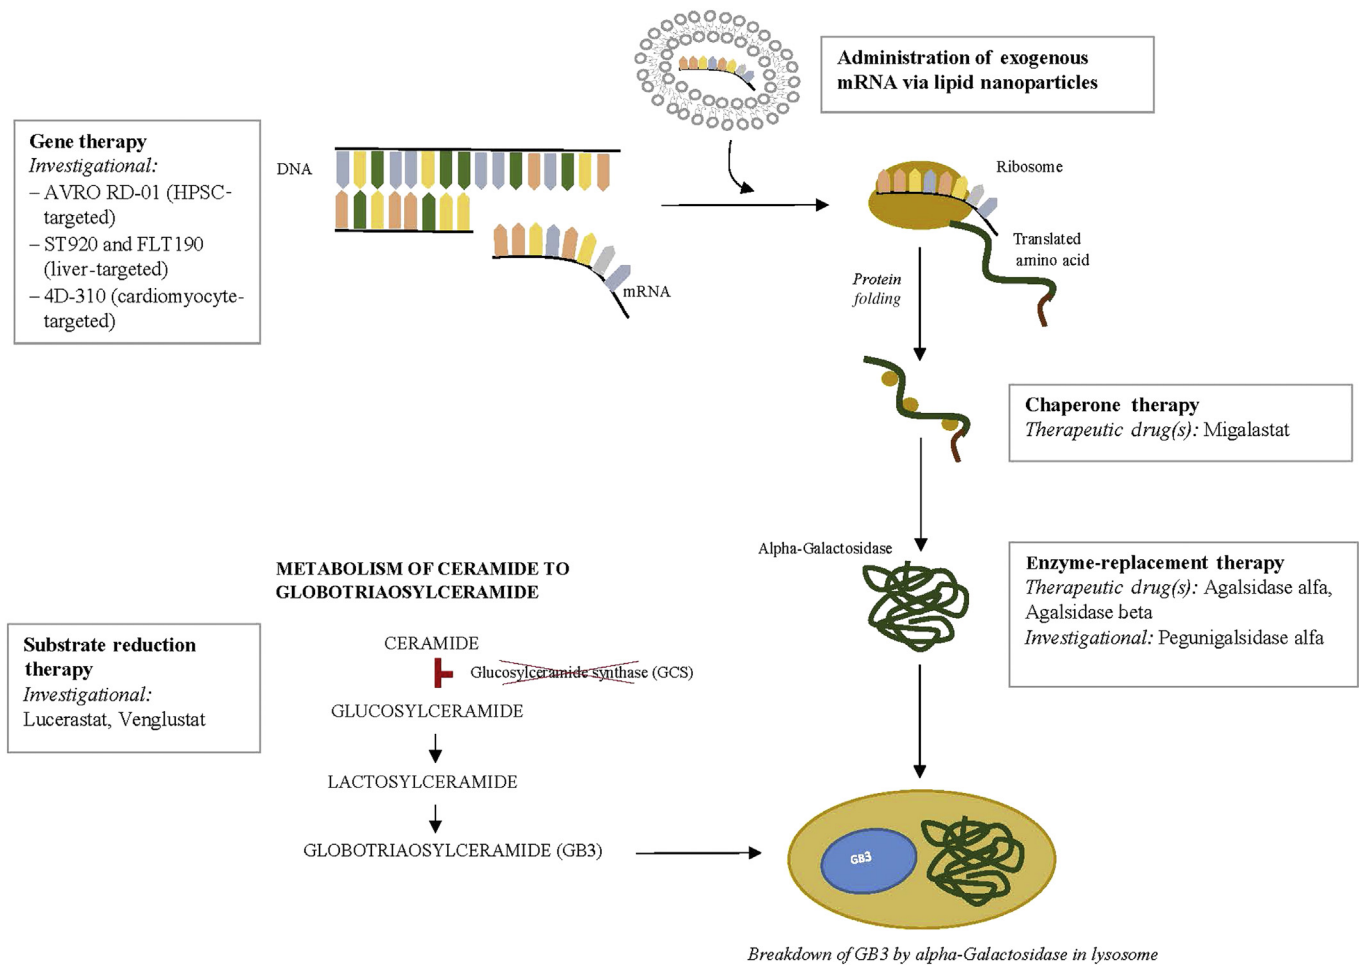 Administration of exogenous
mRNA via lipid nanoparticles
Gene therapy
Investigational:
– AVRO RD-01 (HPSC-
targeted)
– ST920 and FLT190
(liver-targeted)
– 4D-310 (cardiomyocyte-
targeted)
DNA
mRNA
Ribosome
Translated
amino acid
Protein
folding
Chaperone therapy
Therapeutic drug(s): Migalastat
Alpha-Galactosidase
Enzyme-replacement therapy
Therapeutic drug(s): Agalsidase alfa,
Agalsidase beta
Investigational: Pegunigalsidase alfa
METABOLISM OF CERAMIDE TO
GLOBOTRIAOSYLCERAMIDE
Substrate reduction
therapy
Investigational:
Lucerastat, Venglustat
CERAMIDE
Glucosylceramide synthase (GCS)
GLUCOSYLCERAMIDE
LACTOSYLCERAMIDE
GLOBOTRIAOSYLCERAMIDE (GB3)
GB3
Breakdown of GB3 by alpha-Galactosidase in lysosome